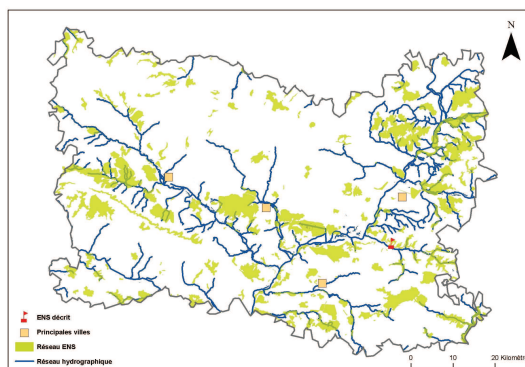 N
ENS décrit
Principales villes
Réseau ENS
Réseau hydrographique
0 10 20 Kilomètr